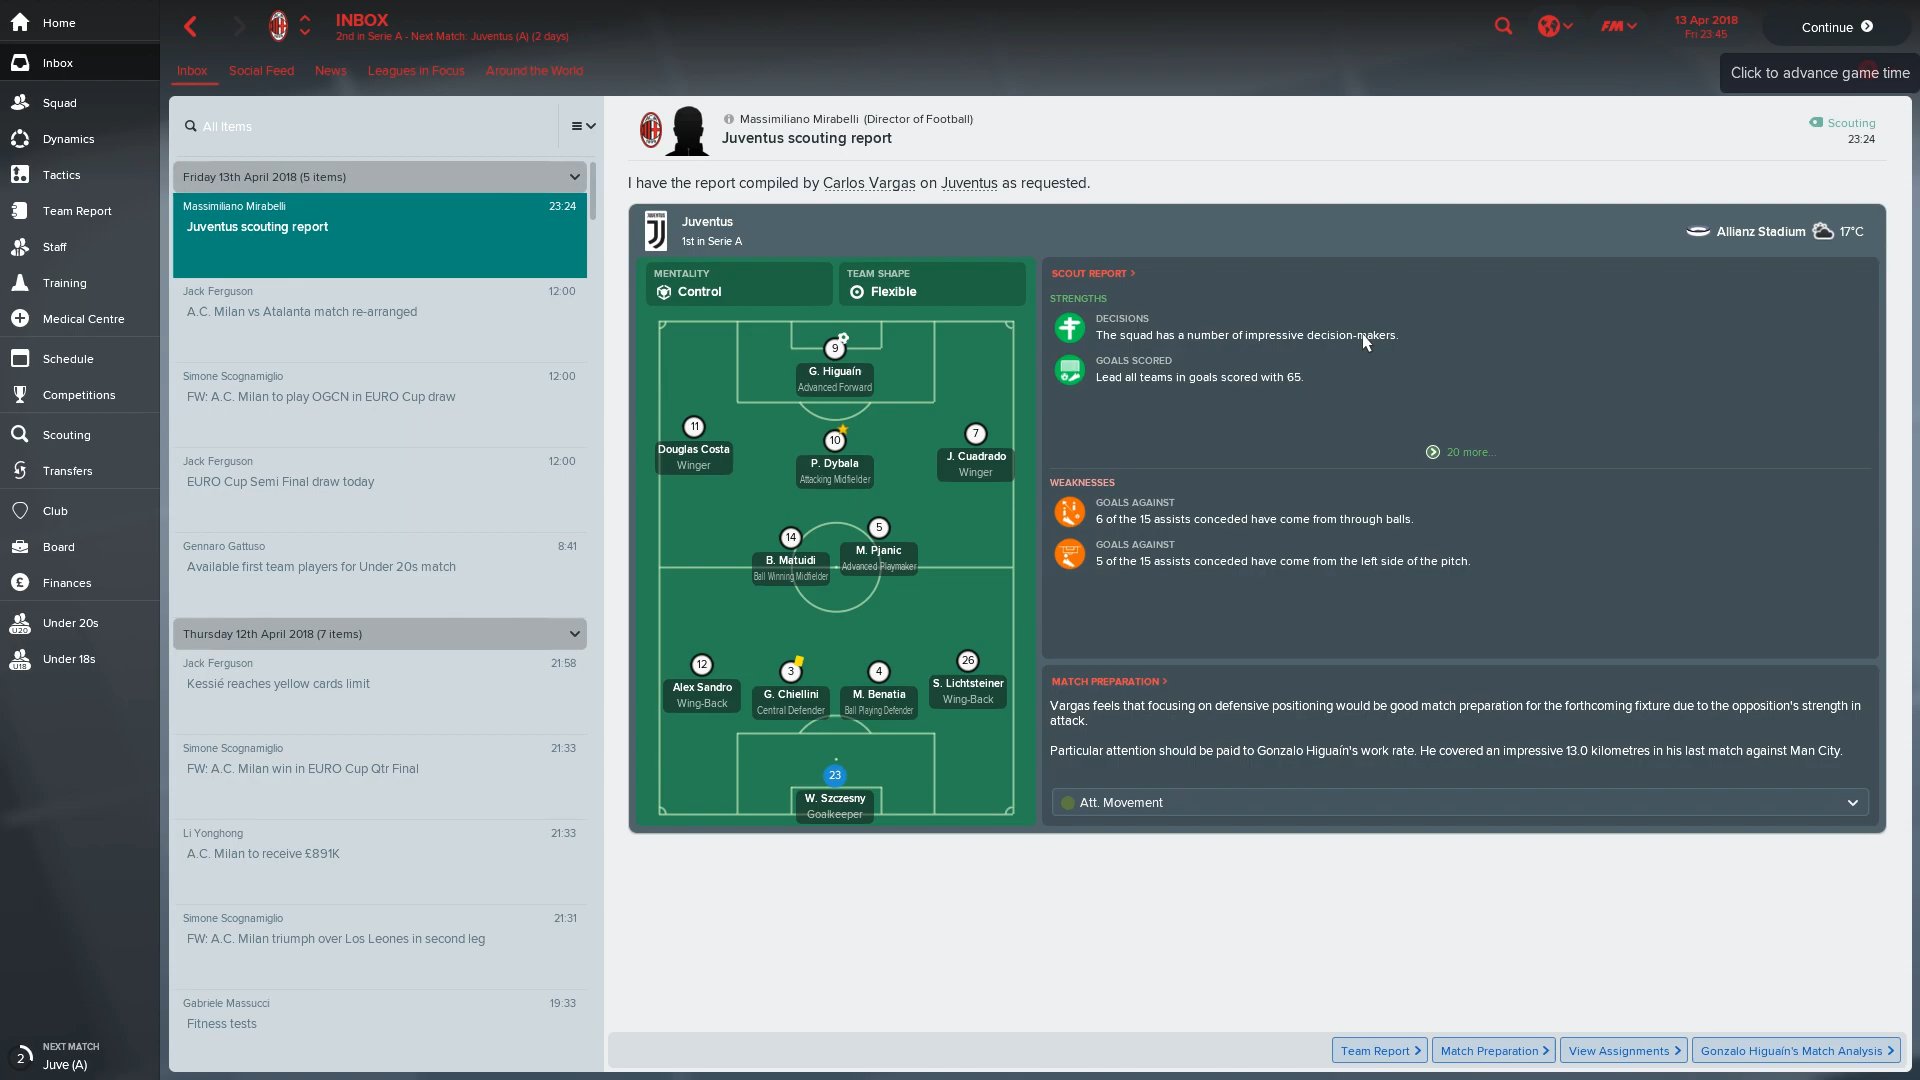 Home
Inbox
Squad
Dynamics
Tactics
Team Report
Staff
Training
Medical Centre
Schedule
Competitions
Scouting
Transfers
Club
Board
Finances
U20
Under 20s
U18
Under 18s
NEXT MATCH
2
Juve (A)
INBOX
2nd in Serie A - Next Match: Juventus (A) (2 days)
FM
13 Apr 2018
Fri 23:45
Continue
Click to advance game time
Inbox
Social Feed
News
Leagues in Focus
Around the World
All Items
Friday 13th April 2018 (5 items)
Massimiliano Mirabelli 23:24
Juventus scouting report
Jack Ferguson 12:00
A.C. Milan vs Atalanta match re-arranged
Simone Scognamiglio 12:00
FW: A.C. Milan to play OGCN in EURO Cup draw
Jack Ferguson 12:00
EURO Cup Semi Final draw today
Gennaro Gattuso 8:41
Available first team players for Under 20s match
Thursday 12th April 2018 (7 items)
Jack Ferguson 21:58
Kessié reaches yellow cards limit
Simone Scognamiglio 21:33
FW: A.C. Milan win in EURO Cup Qtr Final
Li Yonghong 21:33
A.C. Milan to receive £891K
Simone Scognamiglio 21:31
FW: A.C. Milan triumph over Los Leones in second leg
Gabriele Massucci 19:33
Fitness tests
Massimiliano Mirabelli (Director of Football)
Juventus scouting report
Scouting
23:24
I have the report compiled by Carlos Vargas on Juventus as requested.
Juventus
1st in Serie A
Allianz Stadium 17°C
MENTALITY
Control
TEAM SHAPE
Flexible
9
G. Higuaín
Advanced Forward
11
Douglas Costa
Winger
10
P. Dybala
Attacking Midfielder
7
J. Cuadrado
Winger
14
B. Matuidi
Ball Winning Midfielder
5
M. Pjanic
Advanced Playmaker
12
Alex Sandro
Wing-Back
3
G. Chiellini
Central Defender
4
M. Benatia
Ball Playing Defender
26
S. Lichtsteiner
Wing-Back
23
W. Szczesny
Goalkeeper
SCOUT REPORT >
STRENGTHS
DECISIONS
The squad has a number of impressive decision-makers.
GOALS SCORED
Lead all teams in goals scored with 65.
20 more...
WEAKNESSES
GOALS AGAINST
6 of the 15 assists conceded have come from through balls.
GOALS AGAINST
5 of the 15 assists conceded have come from the left side of the pitch.
MATCH PREPARATION >
Vargas feels that focusing on defensive positioning would be good match preparation for the forthcoming fixture due to the opposition's strength in
attack.
Particular attention should be paid to Gonzalo Higuaín's work rate. He covered an impressive 13.0 kilometres in his last match against Man City.
Att. Movement
Team Report >
Match Preparation >
View Assignments >
Gonzalo Higuaín's Match Analysis >